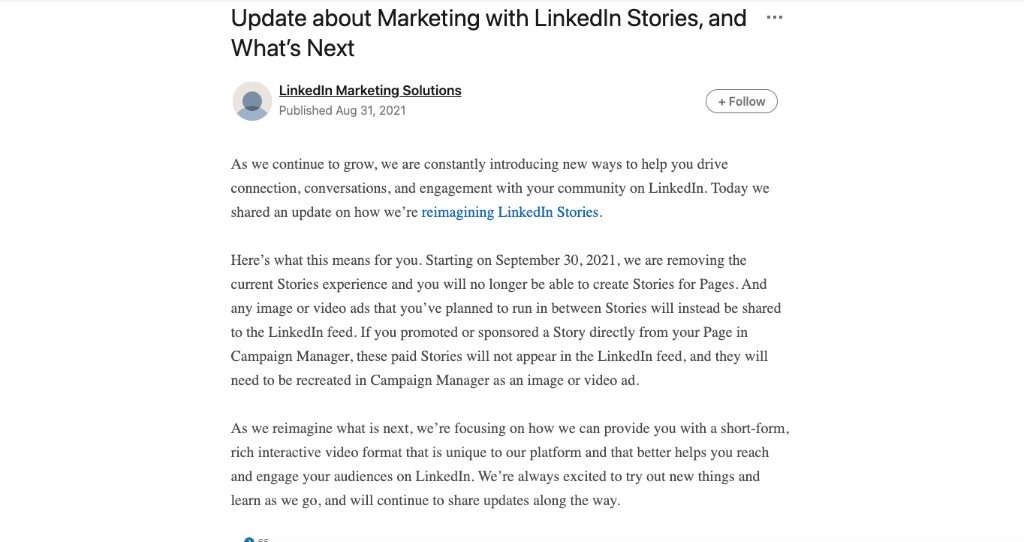 Update about Marketing with LinkedIn Stories, and
What’s Next
LinkedIn Marketing Solutions
Published Aug 31, 2021
+ Follow
As we continue to grow, we are constantly introducing new ways to help you drive
connection, conversations, and engagement with your community on LinkedIn. Today we
shared an update on how we’re reimagining LinkedIn Stories.
Here’s what this means for you. Starting on September 30, 2021, we are removing the
current Stories experience and you will no longer be able to create Stories for Pages. And
any image or video ads that you’ve planned to run in between Stories will instead be shared
to the LinkedIn feed. If you promoted or sponsored a Story directly from your Page in
Campaign Manager, these paid Stories will not appear in the LinkedIn feed, and they will
need to be recreated in Campaign Manager as an image or video ad.
As we reimagine what is next, we’re focusing on how we can provide you with a short-form,
rich interactive video format that is unique to our platform and that better helps you reach
and engage your audiences on LinkedIn. We’re always excited to try out new things and
learn as we go, and will continue to share updates along the way.